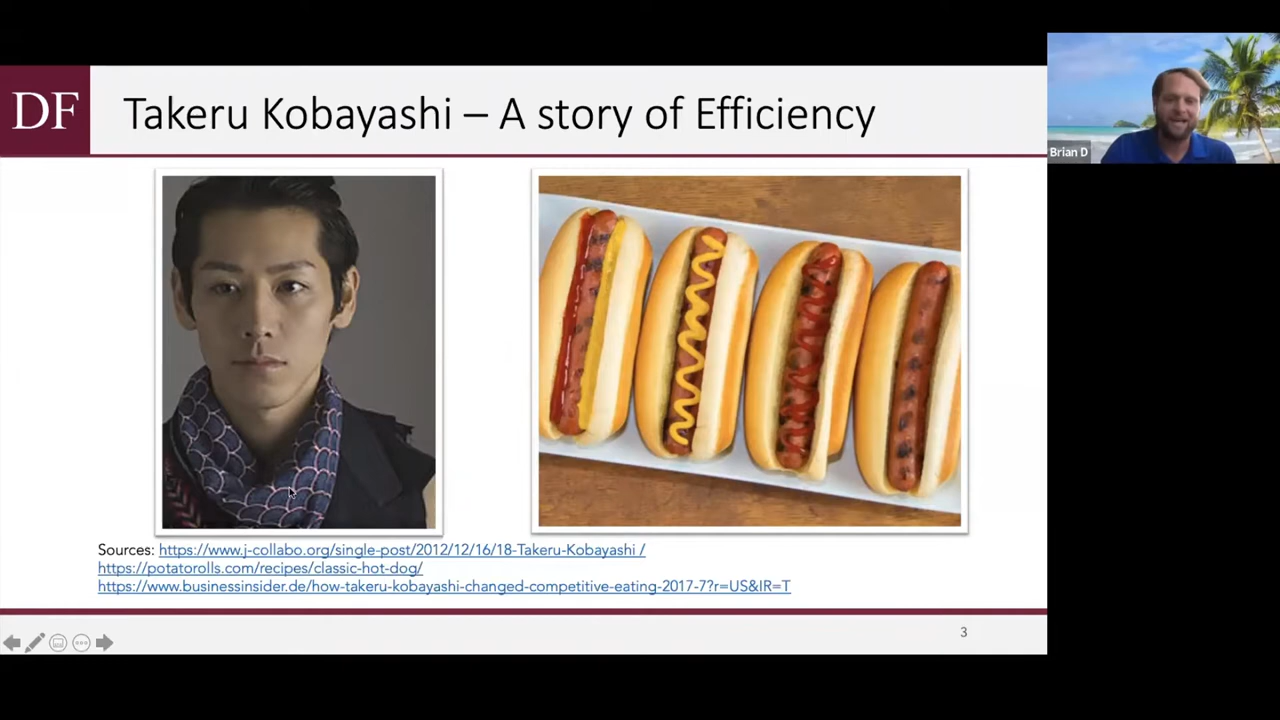 DF
Takeru Kobayashi – A story of Efficiency
Brian D
Sources: https://www.j-collabo.org/single-post/2012/12/16/18-Takeru-Kobayashi /
https://potatorolls.com/recipes/classic-hot-dog/
https://www.businessinsider.de/how-takeru-kobayashi-changed-competitive-eating-2017-7?r=US&IR=T
3